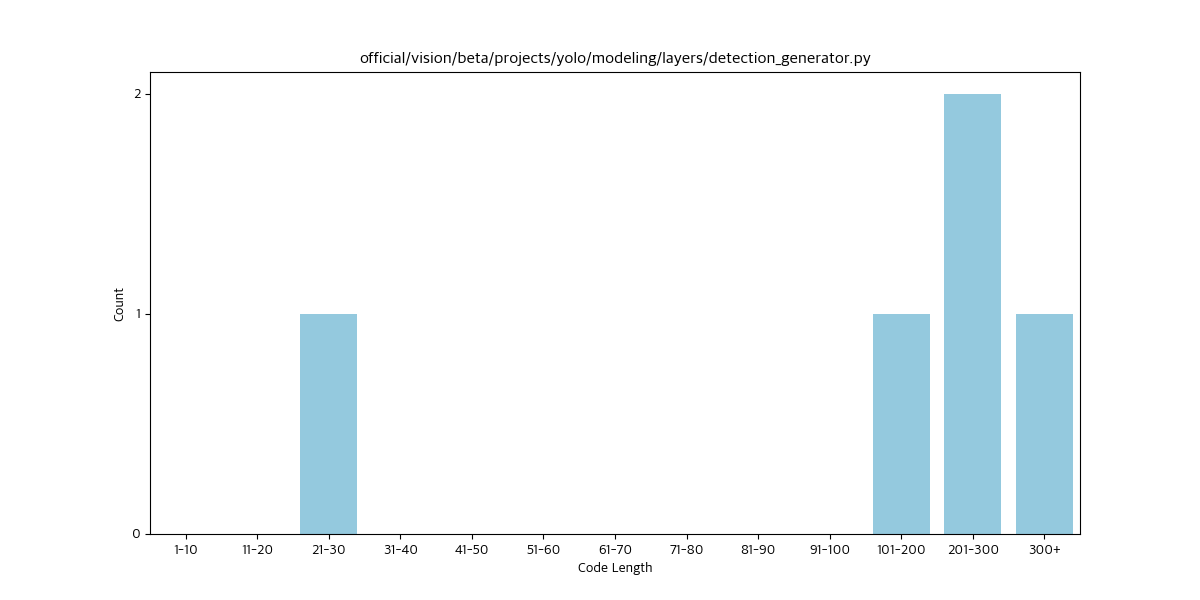 official/vision/beta/projects/yolo/modeling/layers/detection_generator.py
2
1
0
Count
1-10 11-20 21-30 31-40 41-50 51-60 61-70 71-80 81-90 91-100 101-200 201-300 300+
Code Length